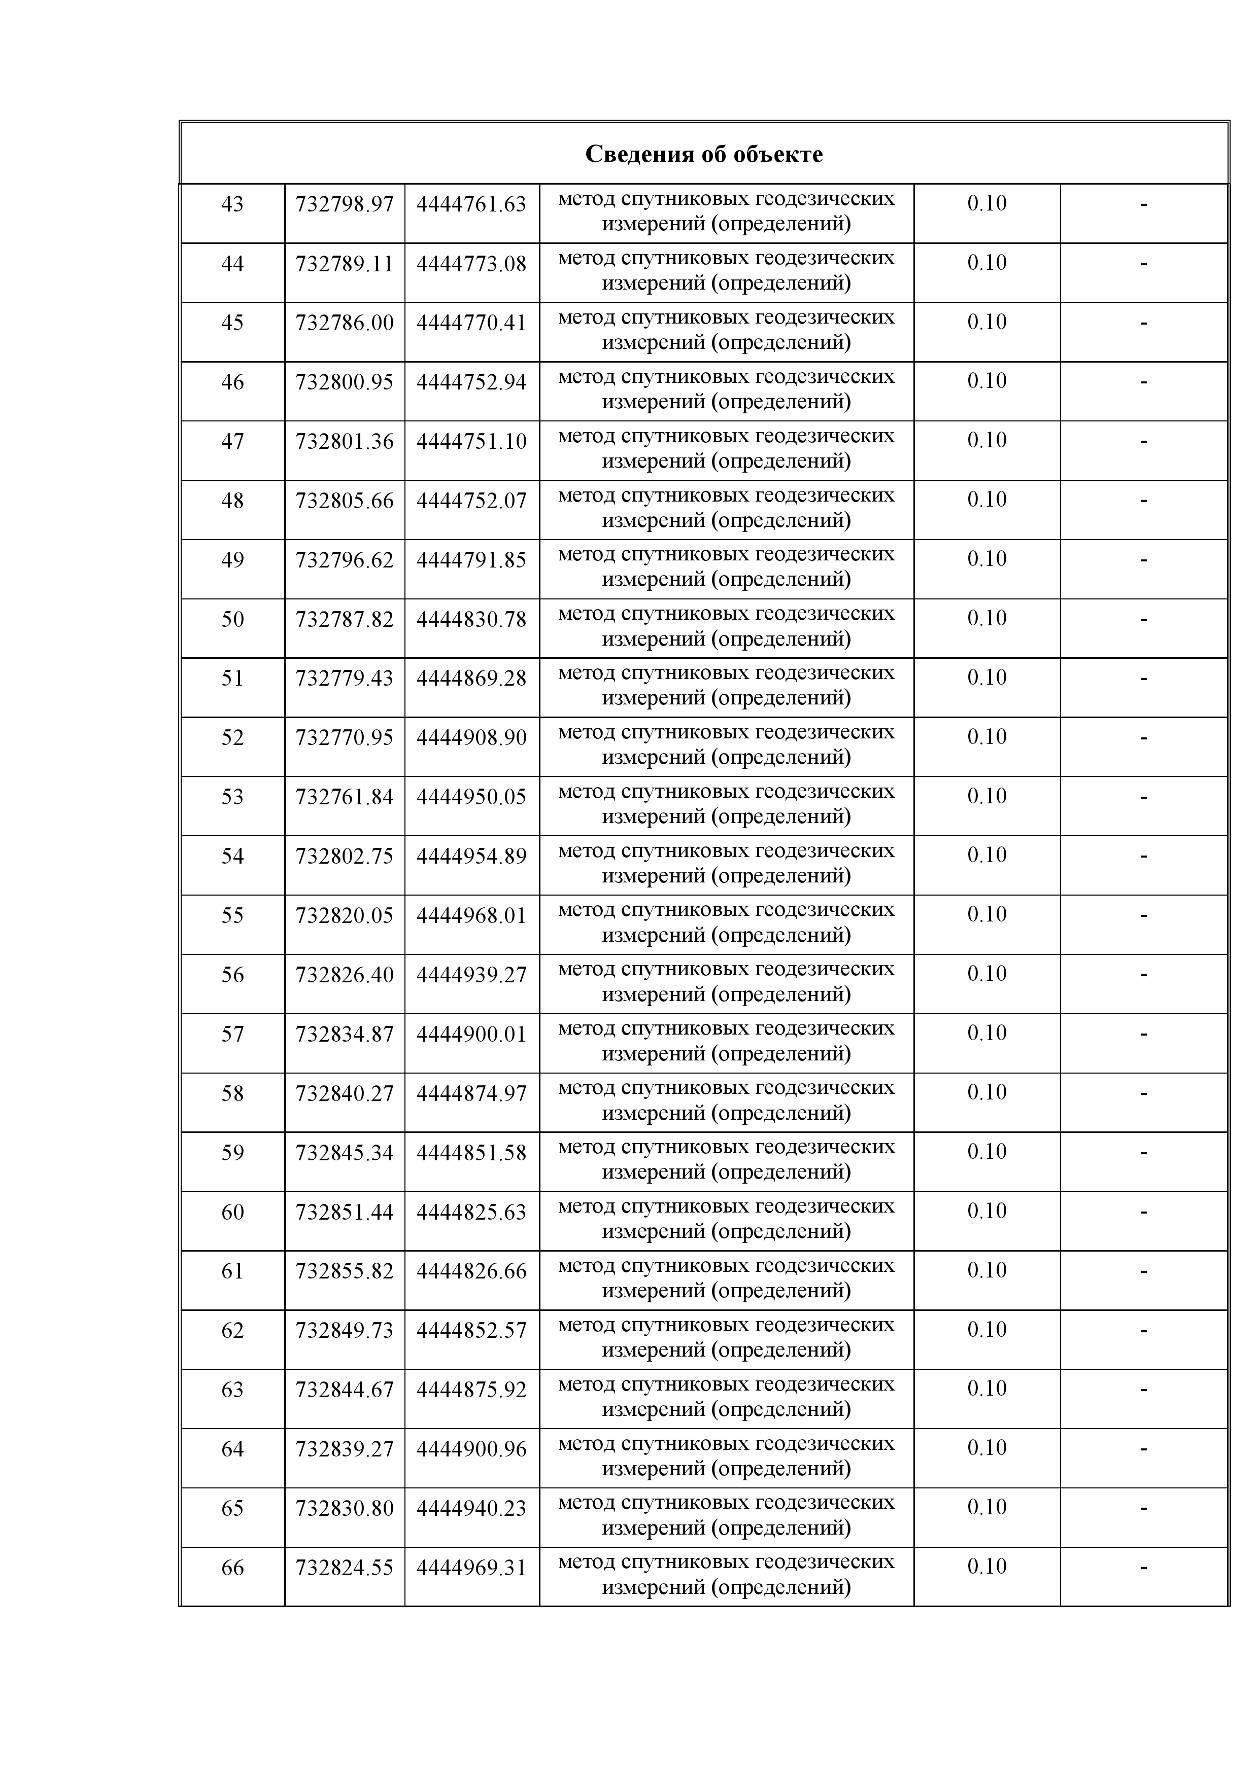 Сведения об объекте
43 732798.97 4444761.63 метод спутниковых геодезических измерений (определений) 0.10 -
44 732789.11 4444773.08 метод спутниковых геодезических измерений (определений) 0.10 -
45 732786.00 4444770.41 метод спутниковых геодезических измерений (определений) 0.10 -
46 732800.95 4444752.94 метод спутниковых геодезических измерений (определений) 0.10 -
47 732801.36 4444751.10 метод спутниковых геодезических измерений (определений) 0.10 -
48 732805.66 4444752.07 метод спутниковых геодезических измерений (определений) 0.10 -
49 732796.62 4444791.85 метод спутниковых геодезических измерений (определений) 0.10 -
50 732787.82 4444830.78 метод спутниковых геодезических измерений (определений) 0.10 -
51 732779.43 4444869.28 метод спутниковых геодезических измерений (определений) 0.10 -
52 732770.95 4444908.90 метод спутниковых геодезических измерений (определений) 0.10 -
53 732761.84 4444950.05 метод спутниковых геодезических измерений (определений) 0.10 -
54 732802.75 4444954.89 метод спутниковых геодезических измерений (определений) 0.10 -
55 732820.05 4444968.01 метод спутниковых геодезических измерений (определений) 0.10 -
56 732826.40 4444939.27 метод спутниковых геодезических измерений (определений) 0.10 -
57 732834.87 4444900.01 метод спутниковых геодезических измерений (определений) 0.10 -
58 732840.27 4444874.97 метод спутниковых геодезических измерений (определений) 0.10 -
59 732845.34 4444851.58 метод спутниковых геодезических измерений (определений) 0.10 -
60 732851.44 4444825.63 метод спутниковых геодезических измерений (определений) 0.10 -
61 732855.82 4444826.66 метод спутниковых геодезических измерений (определений) 0.10 -
62 732849.73 4444852.57 метод спутниковых геодезических измерений (определений) 0.10 -
63 732844.67 4444875.92 метод спутниковых геодезических измерений (определений) 0.10 -
64 732839.27 4444900.96 метод спутниковых геодезических измерений (определений) 0.10 -
65 732830.80 4444940.23 метод спутниковых геодезических измерений (определений) 0.10 -
66 732824.55 4444969.31 метод спутниковых геодезических измерений (определений) 0.10 -